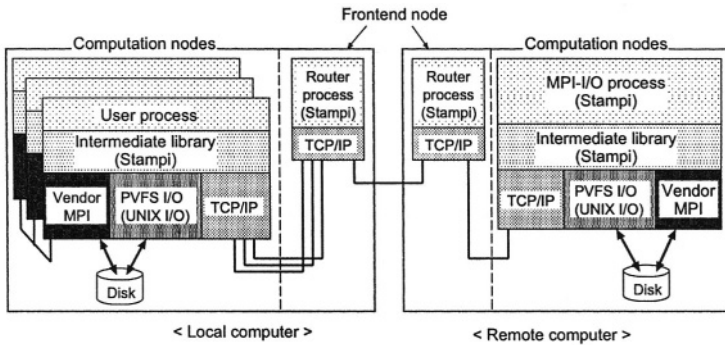 Frontend node
Computation nodes
User process
Intermediate library
(Stampi)
Vendor
MPI
PVFS I/O
(UNIX I/O)
TCP/IP
Disk
Router
process
(Stampi)
TCP/IP
< Local computer >
Router
process
(Stampi)
TCP/IP
Computation nodes
MPI-I/O process
(Stampi)
Intermediate library
(Stampi)
TCP/IP
PVFS I/O
(UNIX I/O)
Vendor
MPI
Disk
< Remote computer >